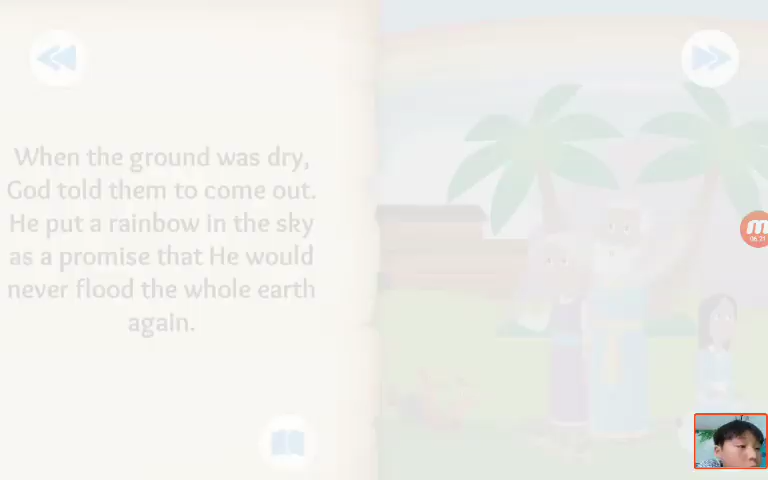 When the ground was dry,
God told them to come out.
He put a rainbow in the sky
as a promise that He would
never flood the whole earth
again.